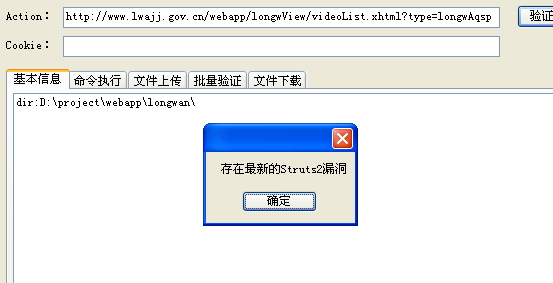 Action: http://www.lwajj.gov.cn/webapp/longwView/videoList.xhtml?type=longwAqsp 验证
Cookie:
基本信息 命令执行 文件上传 批量验证 文件下载
dir:D:\project\webapp\longwan\
存在最新的Struts2漏洞
确定